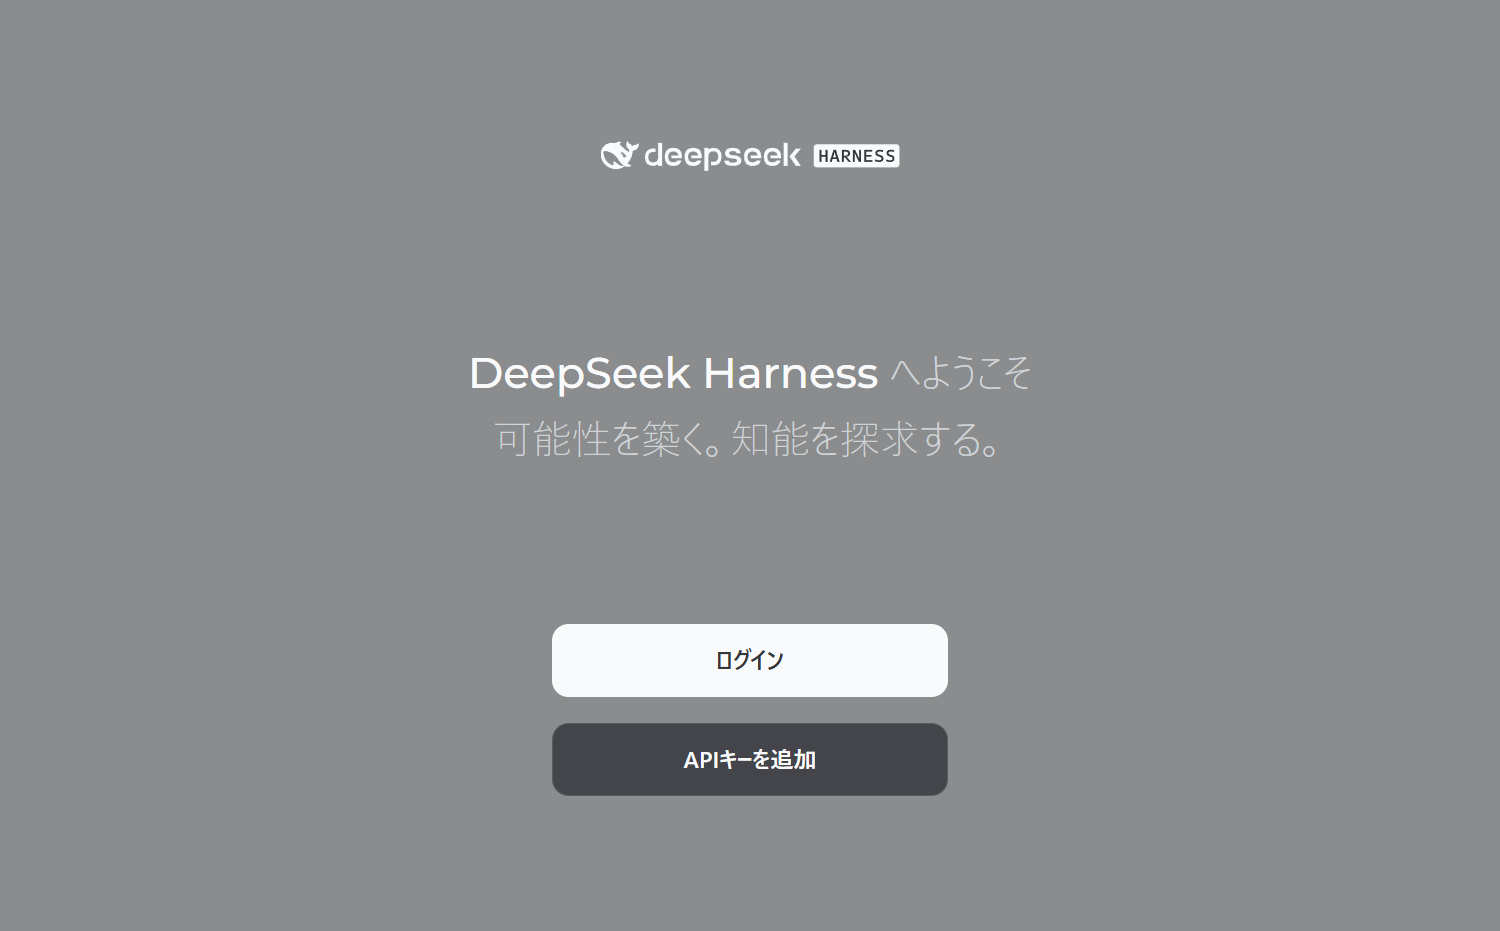 deepseek HARNESS
DeepSeek Harness へようこそ
可能性を築く。知能を探求する。
ログイン
APIキーを追加